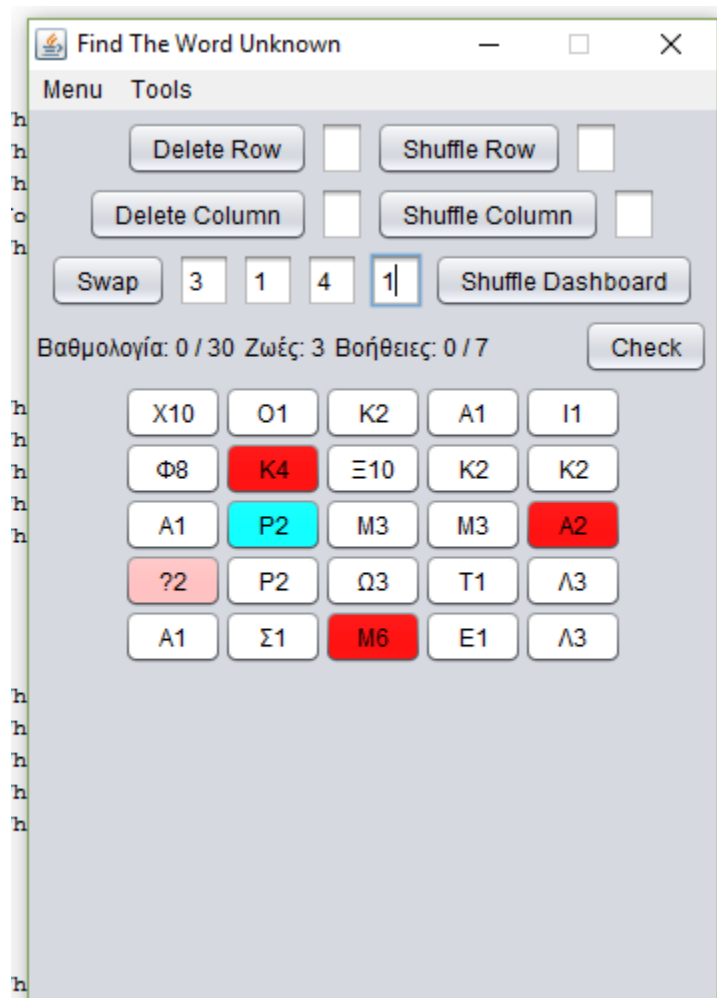 Find The Word Unknown
Menu Tools
Delete Row Shuffle Row
Delete Column Shuffle Column
Swap 3 1 4 1 Shuffle Dashboard
Βαθμολογία: 0 / 30 Ζωές: 3 Βοήθειες: 0 / 7 Check
Χ10 Ο1 Κ2 Α1 Ι1
Φ8 Κ4 Ξ10 Κ2 Κ2
Α1 Ρ2 Μ3 Μ3 Α2
?2 Ρ2 Ω3 Τ1 Λ3
Α1 Σ1 Μ6 Ε1 Λ3